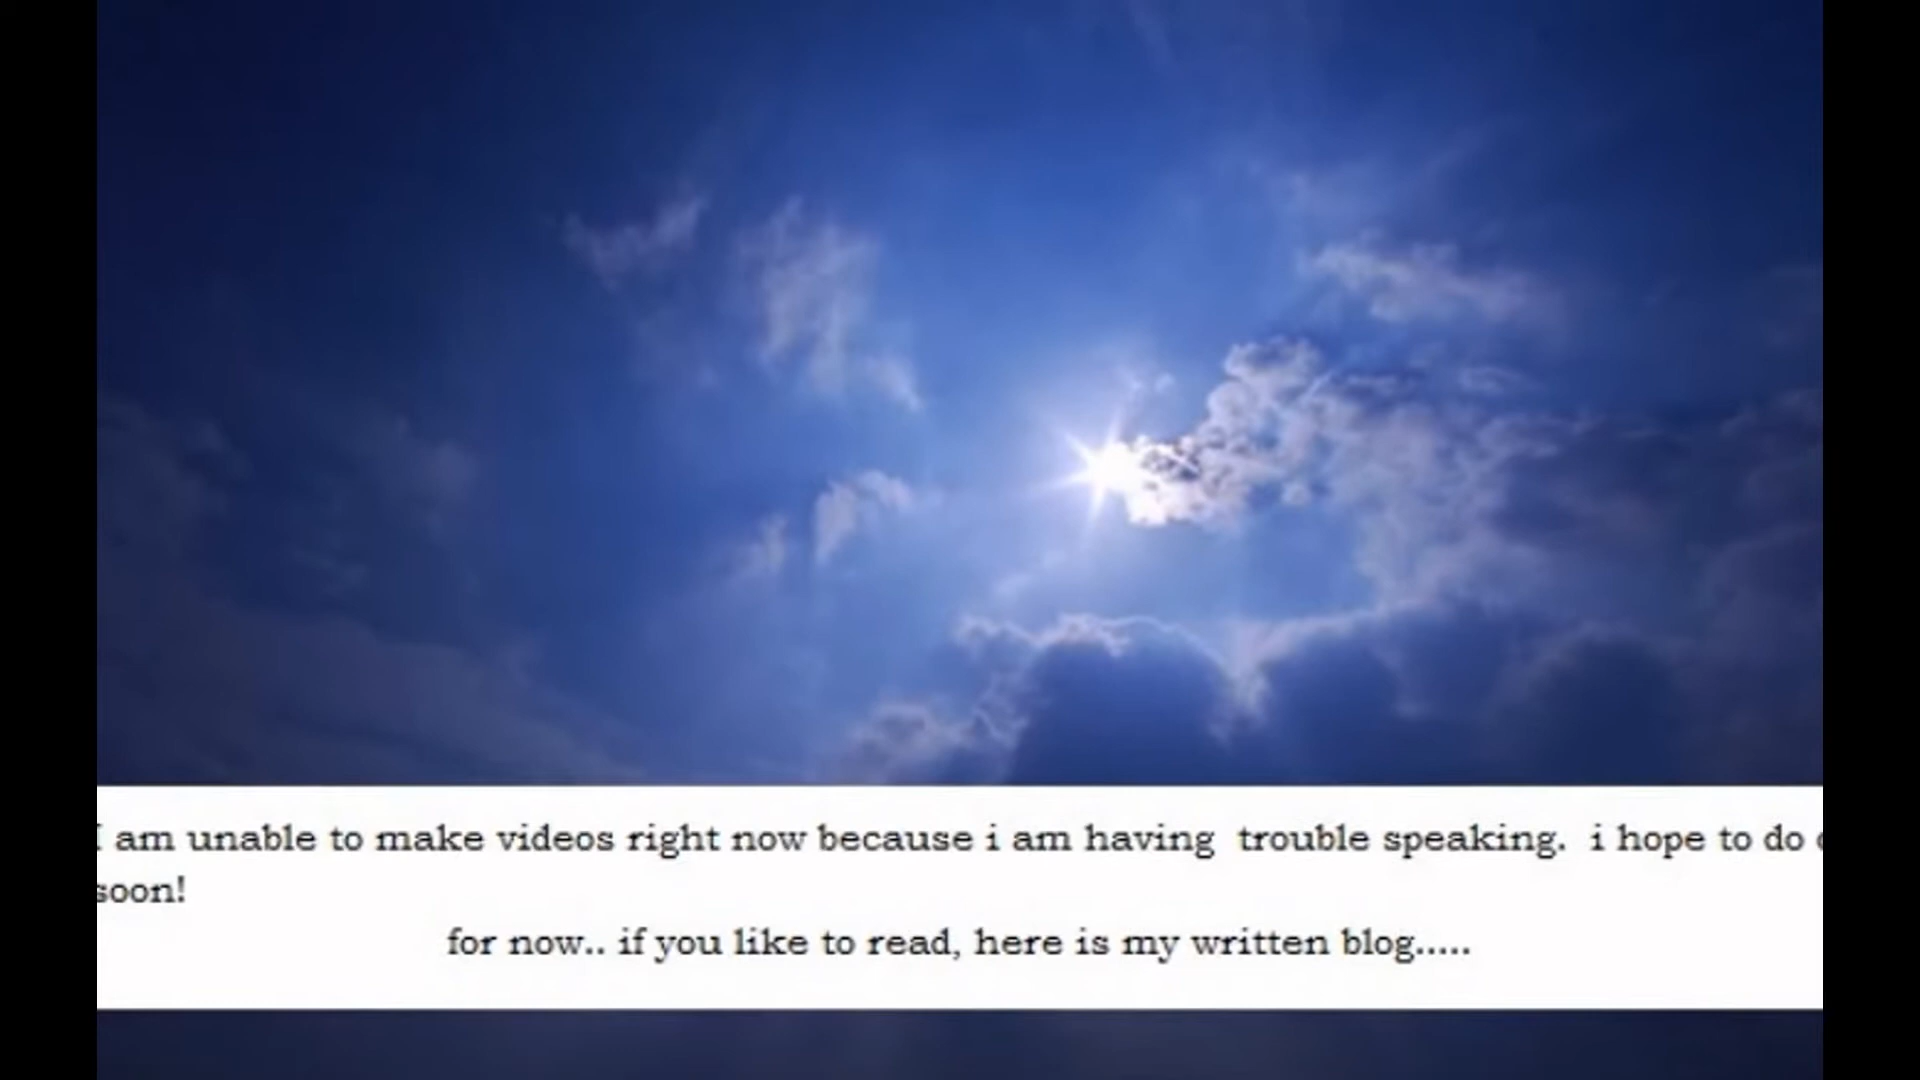 I am unable to make videos right now because i am having trouble speaking. i hope to do
soon!
for now.. if you like to read, here is my written blog.....